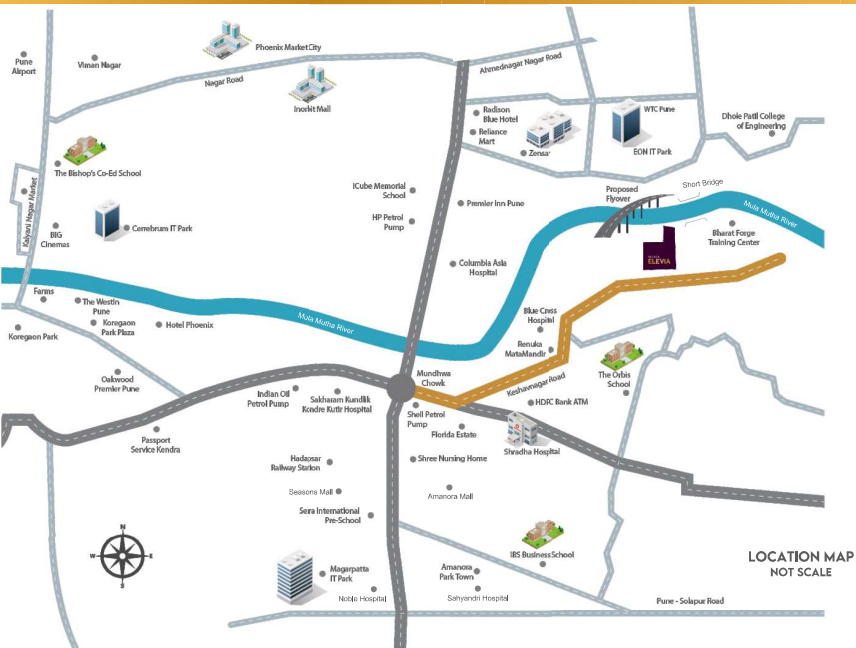 Phoenix MarketCity
Pune
Airport
Viman Nagar
Nagar Road
Inorbit Mall
Ahmednagar Nagar Road
Radison
Blue Hotel
Reliance
Mart
Zensar
WTC Pune
EON IT Park
Dhole Patil College
of Engineering
The Bishop's Co-Ed School
Kalyani Nagar Market
BIG
Cinemas
Cerrebrum IT Park
ICube Memorial
School
HP Petrol
Pump
Premier Inn Pune
Proposed
Flyover
Short Bridge
Mula Mutha River
Bharat Forge
Training Center
ELEVIA
Columbia Asia
Hospital
Farms
The Westin
Pune
Koregaon
Park Plaza
Hotel Phoenix
Koregaon Park
Mula Mutha River
Blue Cross
Hospital
Renuka
MataMandir
The Orbis
School
Oakwood
Premier Pune
Mundhwa
Chowk
Keshavnagar Road
Indian Oil
Petrol Pump
Sakharam Kundlik
Kondre Kutir Hospital
Shell Petrol
Pump
HDFC Bank ATM
Florida Estate
Shradha Hospital
Passport
Service Kendra
Hadapsar
Railway Station
Shree Nursing Home
Seasons Mall
Amanora Mall
Serra International
Pre-School
IBS Business School
N
W
E
S
Magarpatta
IT Park
Noble Hospital
Amanora
Park Town
Sahyandri Hospital
Pune - Solapur Road
LOCATION MAP
NOT SCALE